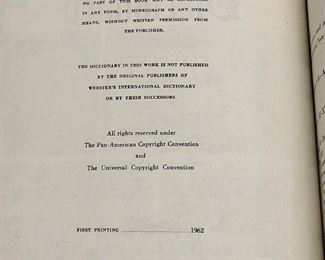 NO PART OF THIS BOOK MAY BE REPRODUCED
IN ANY FORM, BY MIMEOGRAPH OR ANY OTHER
MEANS, WITHOUT WRITTEN PERMISSION FROM
THE PUBLISHER.
THE DICTIONARY IN THIS WORK IS NOT PUBLISHED
BY THE ORIGINAL PUBLISHERS OF
WEBSTER'S INTERNATIONAL DICTIONARY
OR BY THEIR SUCCESSORS.
All rights reserved under
The Pan-American Copyright Convention
and
The Universal Copyright Convention
FIRST PRINTING 1962